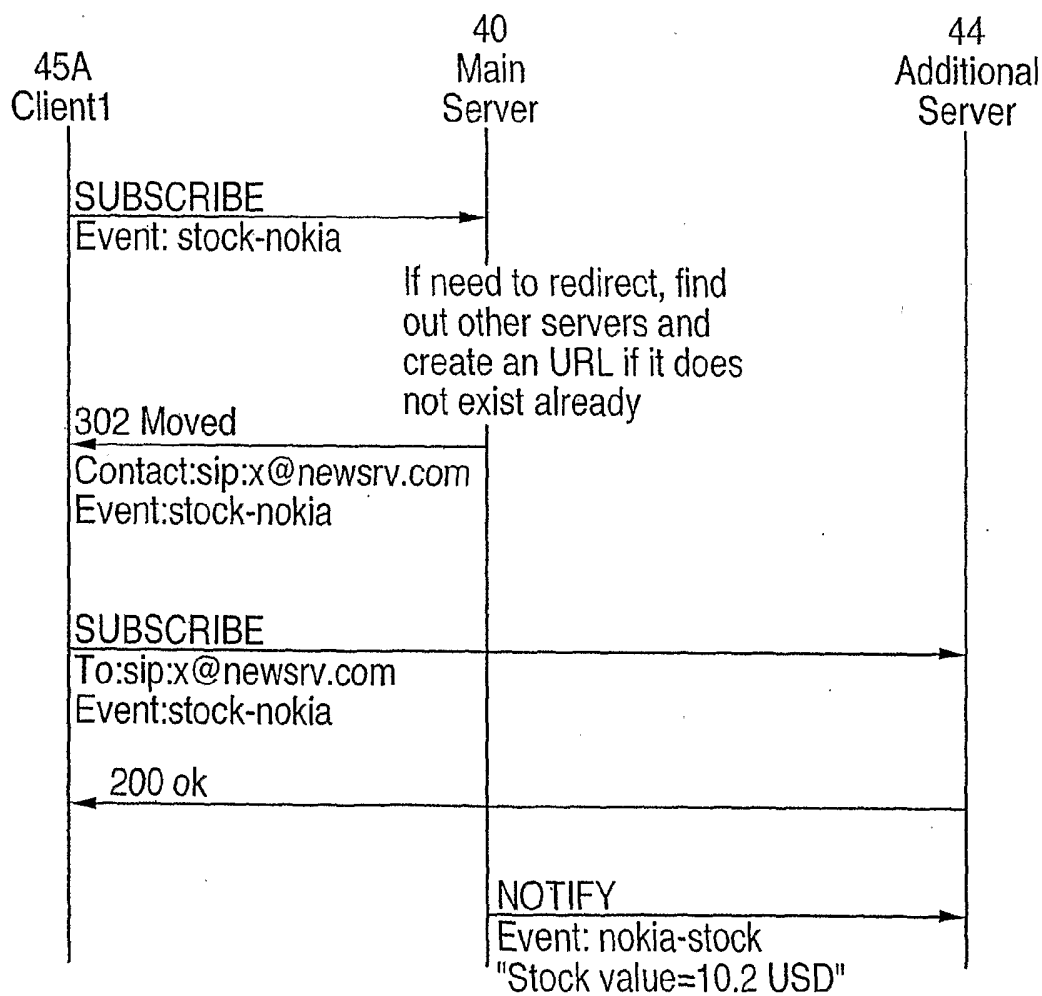 40
Main
Server
44
Additional
Server
45A
Client1
SUBSCRIBE
Event: stock-nokia
If need to redirect, find
out other servers and
create an URL if it does
not exist already
302 Moved
Contact:sip:x@newsrv.com
Event:stock-nokia
SUBSCRIBE
To:sip:x@newsrv.com
Event:stock-nokia
200 ok
NOTIFY
Event: nokia-stock
"Stock value=10.2 USD"